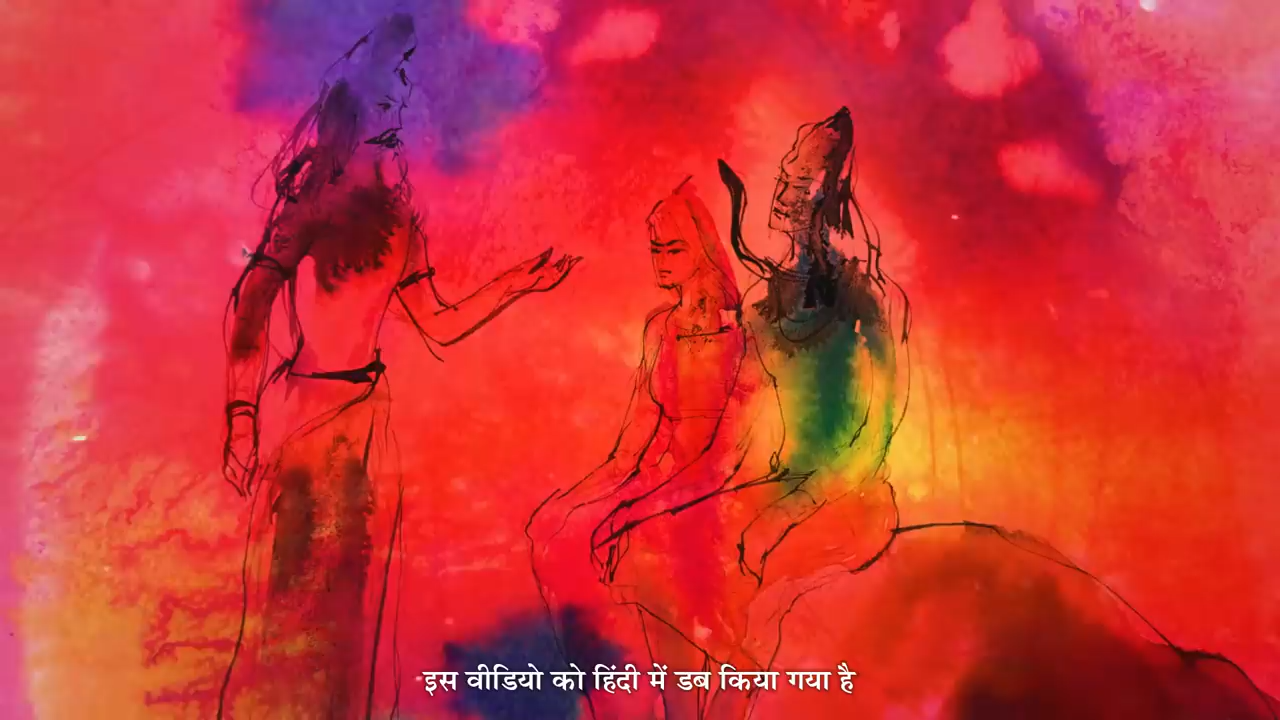 इस वीडियो को हिंदी में डब किया गया है